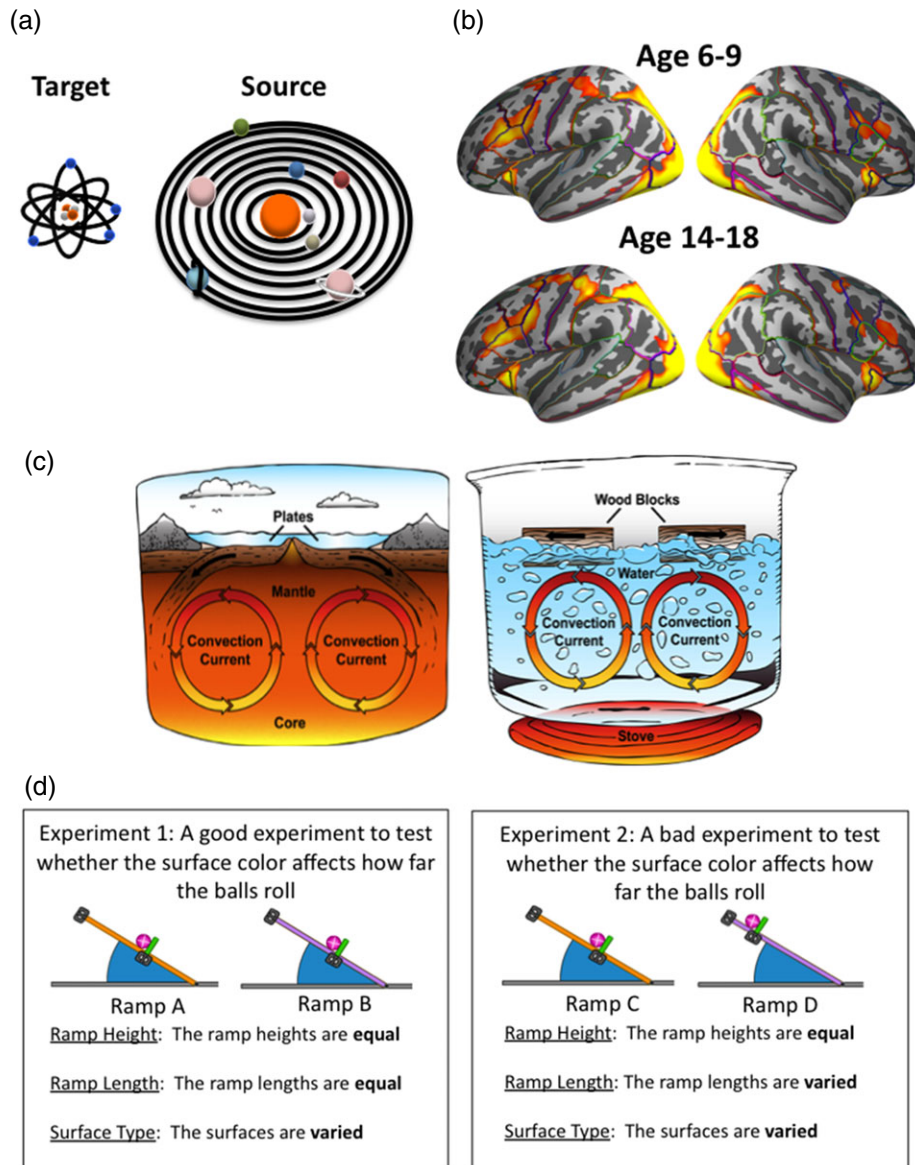 (a)
(b)
Target
Source
Age 6-9
Age 14-18
(c)
Plates
Mantle
Convection
Current
Convection
Current
Core
Wood Blocks
Water
Convection
Current
Convection
Current
Stove
(d)
Experiment 1: A good experiment to test
whether the surface color affects how far
the balls roll
Ramp A
Ramp B
Ramp Height: The ramp heights are equal
Ramp Length: The ramp lengths are equal
Surface Type: The surfaces are varied
Experiment 2: A bad experiment to test
whether the surface color affects how
far the balls roll
Ramp C
Ramp D
Ramp Height: The ramp heights are equal
Ramp Length: The ramp lengths are varied
Surface Type: The surfaces are varied